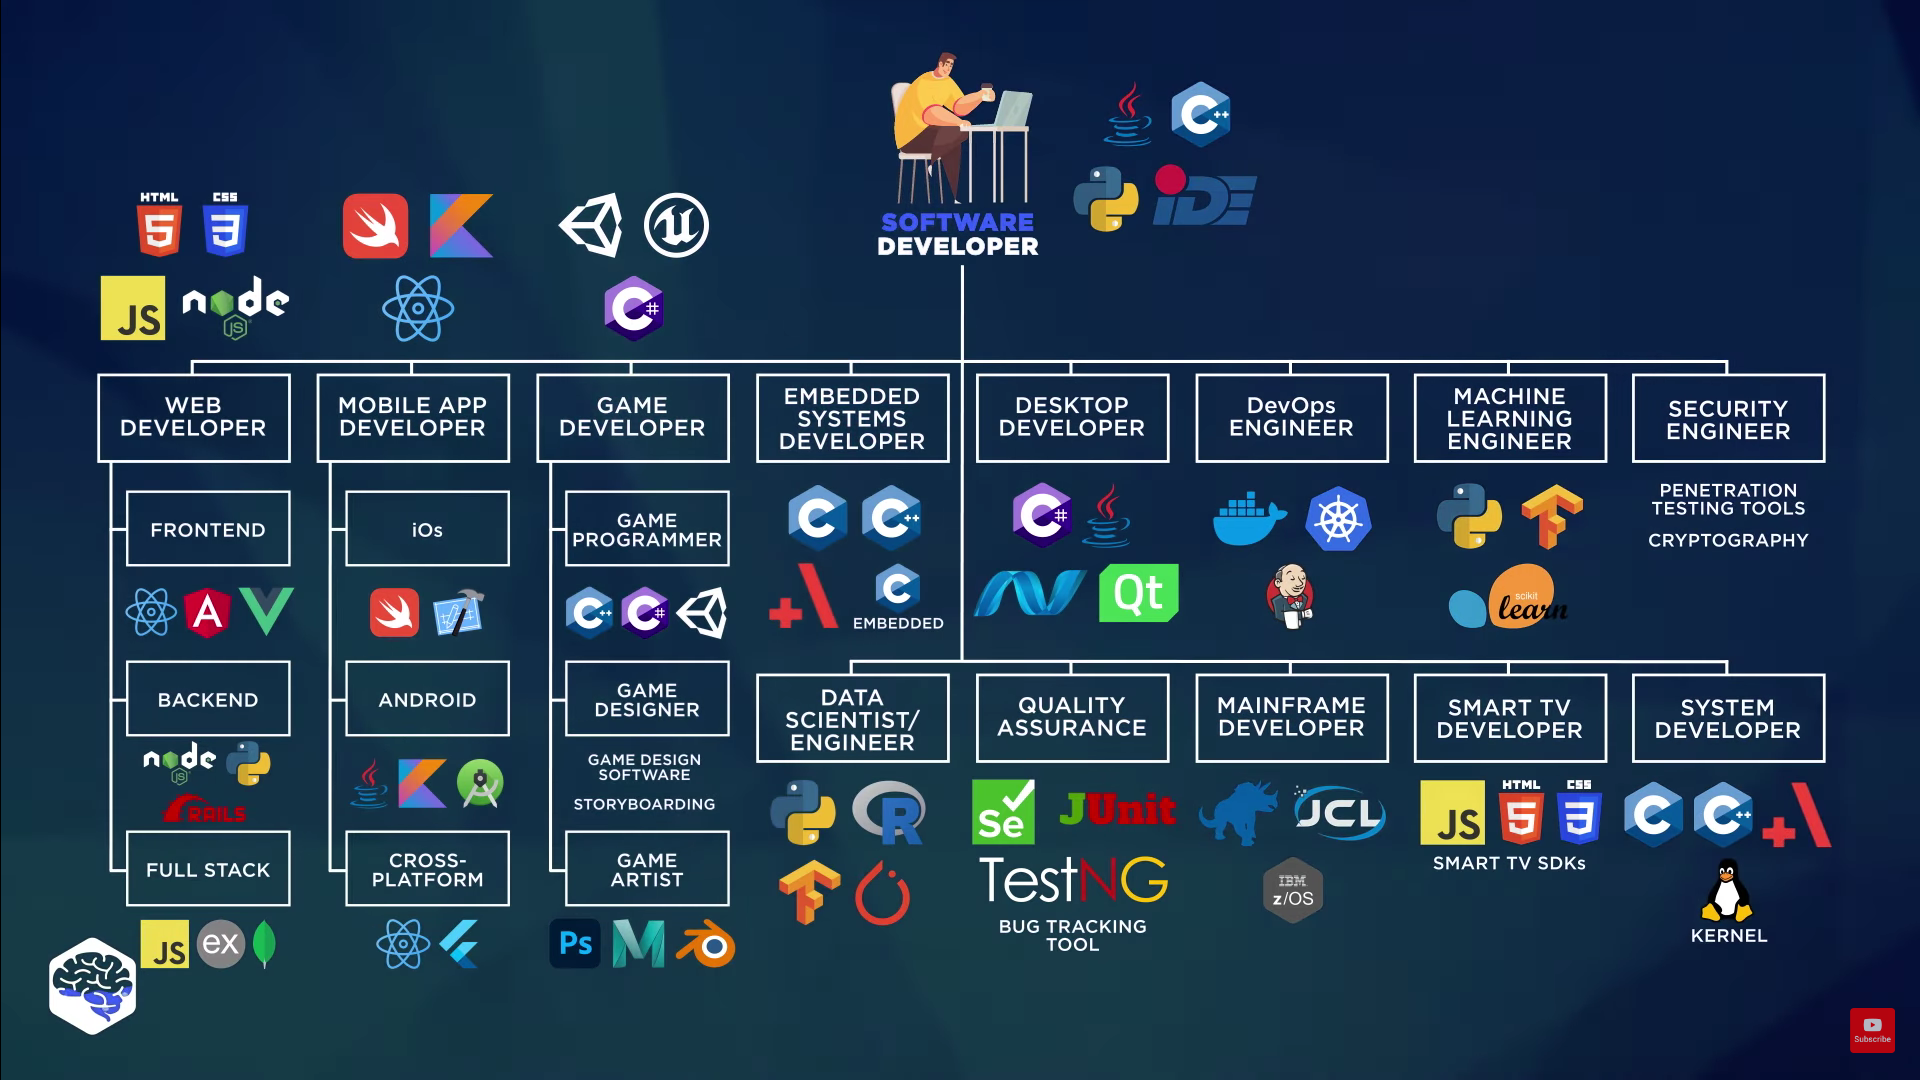 SOFTWARE
DEVELOPER
C++
iDE
HTML
5
CSS
3
JS
node
JS
C#
WEB
DEVELOPER
MOBILE APP
DEVELOPER
GAME
DEVELOPER
EMBEDDED
SYSTEMS
DEVELOPER
DESKTOP
DEVELOPER
DevOps
ENGINEER
MACHINE
LEARNING
ENGINEER
SECURITY
ENGINEER
FRONTEND
A
BACKEND
node
JS
RAILS
FULL STACK
JS
ex
iOs
ANDROID
CROSS-
PLATFORM
GAME
PROGRAMMER
C++
C#
GAME
DESIGNER
GAME DESIGN
SOFTWARE
STORYBOARDING
GAME
ARTIST
Ps
M
C
C++
C
EMBEDDED
C#
Qt
scikit
learn
PENETRATION
TESTING TOOLS
CRYPTOGRAPHY
DATA
SCIENTIST/
ENGINEER
QUALITY
ASSURANCE
MAINFRAME
DEVELOPER
SMART TV
DEVELOPER
SYSTEM
DEVELOPER
R
Se
JUnit
TestNG
BUG TRACKING
TOOL
JCL
IBM
z/OS
JS
HTML
5
CSS
3
SMART TV SDKs
C
C++
KERNEL
Subscribe